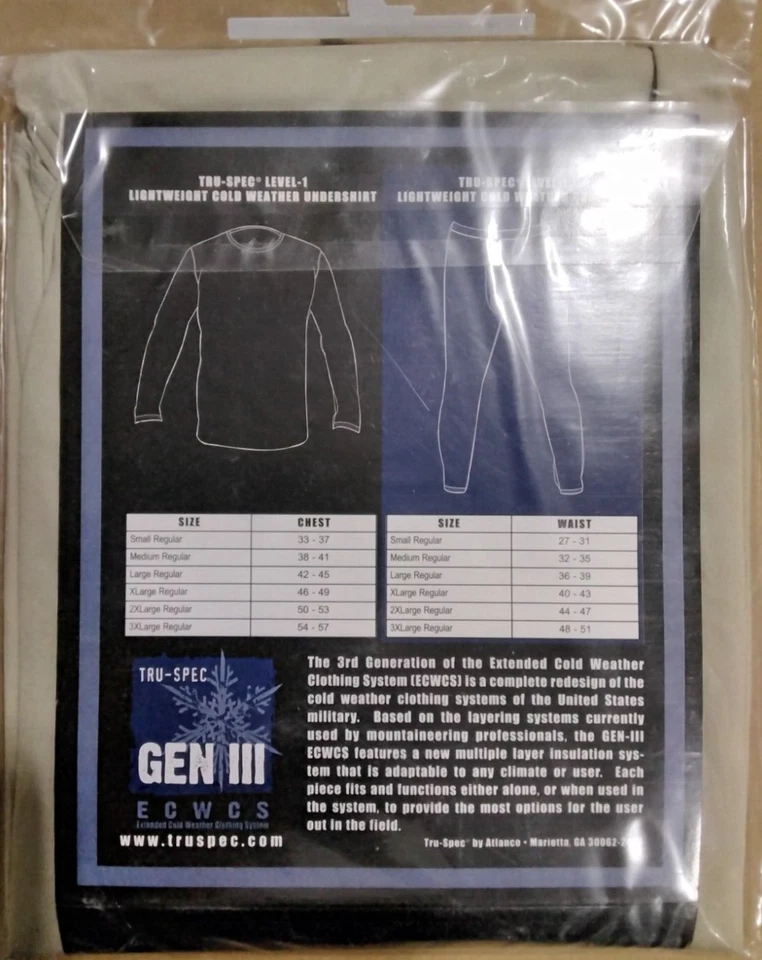 TRU-SPEC® LEVEL-1
LIGHTWEIGHT COLD WEATHER UNDERSHIRT
TRU-SPEC®
LIGHTWEIGHT COLD
SIZE CHEST
Small Regular 33 - 37
Medium Regular 38 - 41
Large Regular 42 - 45
XLarge Regular 46 - 49
2XLarge Regular 50 - 53
3XLarge Regular 54 - 57
SIZE WAIST
Small Regular 27 - 31
Medium Regular 32 - 35
Large Regular 36 - 39
XLarge Regular 40 - 43
2XLarge Regular 44 - 47
3XLarge Regular 48 - 51
TRU-SPEC
GEN III
ECWCS
Extended Cold Weather Clothing System
www.truspec.com
The 3rd Generation of the Extended Cold Weather
Clothing System (ECWCS) is a complete redesign of the
cold weather clothing systems of the United States
military. Based on the layering systems currently
used by mountaineering professionals, the GEN-III
ECWCS features a new multiple layer insulation sys-
tem that is adaptable to any climate or user. Each
piece fits and functions either alone, or when used in
the system, to provide the most options for the user
out in the field.
Tru-Spec® by Atlanco • Marietta, GA 30062-